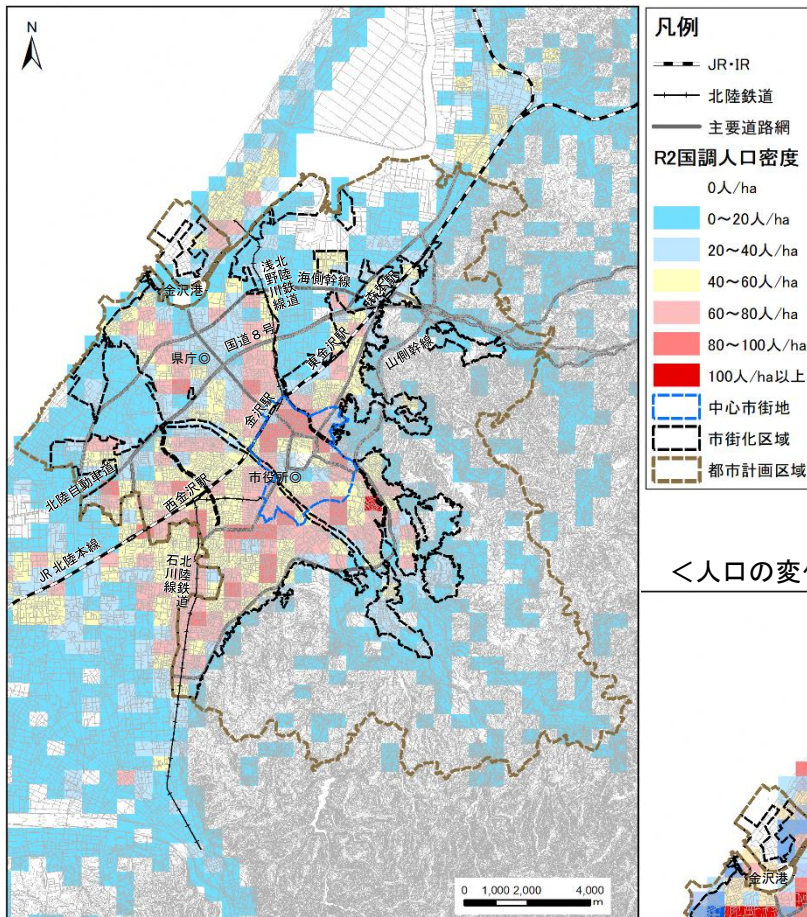 N
金沢港
浅野川線
北陸鉄道
海側幹線
森本駅
国道8号
東金沢駅
山側幹線
県庁◎
金沢駅
市役所◎
北陸自動車道
西金沢駅
JR 北陸本線
北陸鉄道
石川線
0 1,000 2,000 4,000
m
凡例
JR・IR
北陸鉄道
主要道路網
R2国調人口密度
0人/ha
0~20人/ha
20~40人/ha
40~60人/ha
60~80人/ha
80~100人/ha
100人/ha以上
中心市街地
市街化区域
都市計画区域
<人口の変
金沢港